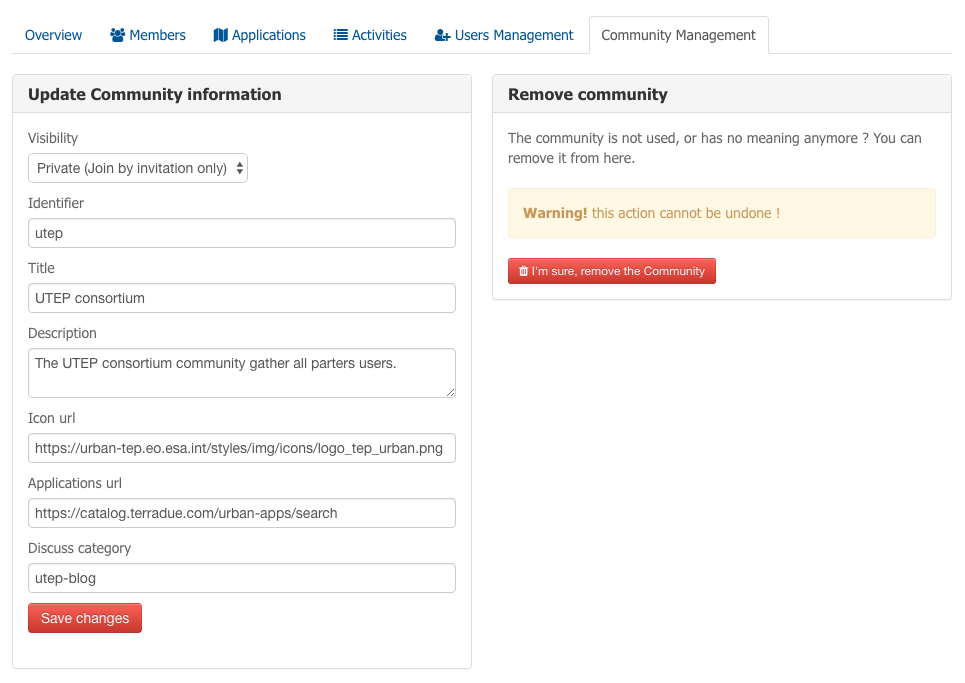 Overview Members Applications Activities Users Management Community Management
Update Community information
Visibility
Private (Join by invitation only)
Identifier
utep
Title
UTEP consortium
Description
The UTEP consortium community gather all parters users.
Icon url
https://urban-tep.eo.esa.int/styles/img/icons/logo_tep_urban.png
Applications url
https://catalog.terradue.com/urban-apps/search
Discuss category
utep-blog
Save changes
Remove community
The community is not used, or has no meaning anymore ? You can
remove it from here.
Warning! this action cannot be undone !
I'm sure, remove the Community